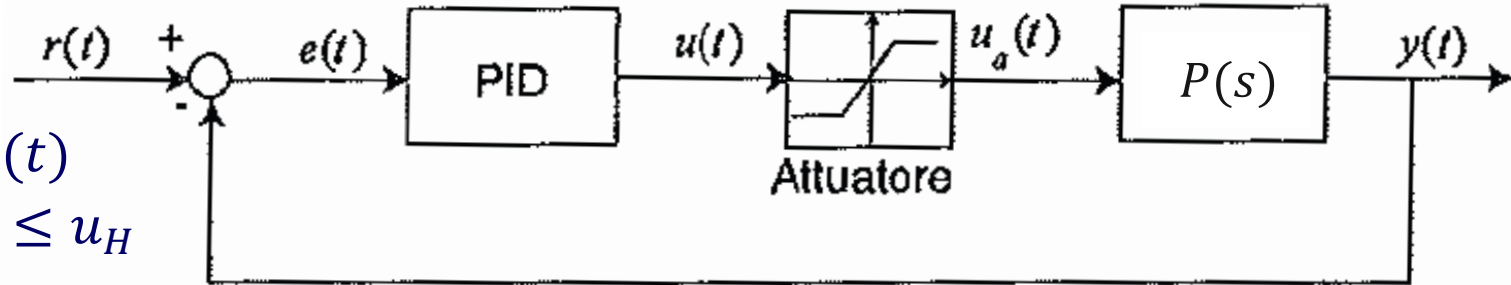 r(t)
+
-
e(t)
PID
u(t)
Attuatore
u_a(t)
P(s)
y(t)
(t)
≤ u_H